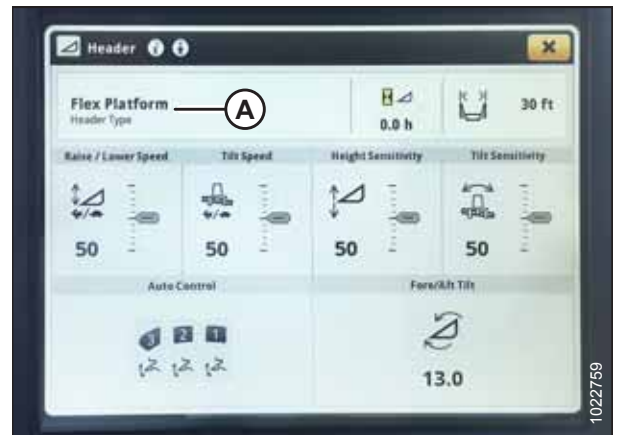 Header
Flex Platform
Header Type
A
0.0 h
30 ft
Raise / Lower Speed
Tilt Speed
Height Sensitivity
Tilt Sensitivity
50
50
50
50
Auto Control
Fore/Aft Tilt
3 2 1
13.0
1022759